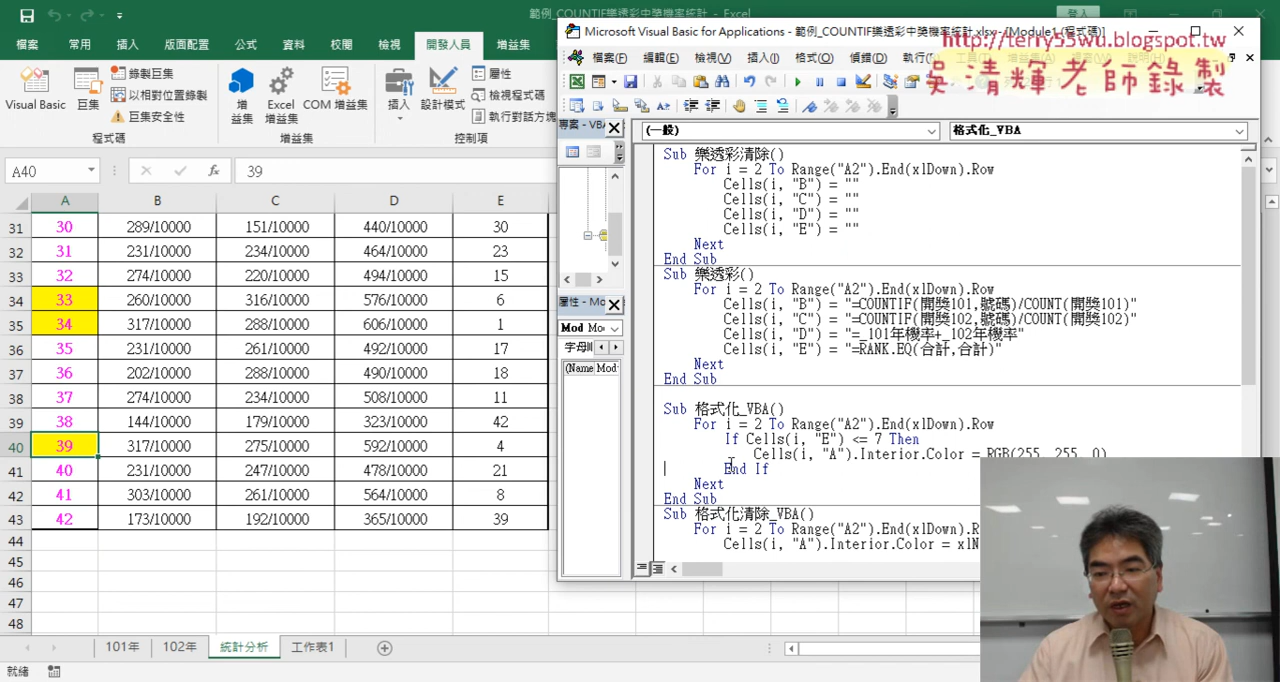 範例_COUNTIF樂透彩中獎機率統計 - Excel
登入
檔案 常用 插入 版面配置 公式 資料 校閱 檢視 開發人員 增益集
Visual Basic
巨集
錄製巨集
以相對位置錄製
巨集安全性
程式碼
增益集
Excel 增益集
COM 增益集
增益集
插入
設計模式
屬性
檢視程式碼
執行對話方塊
控制項
A40
39
A B C D E
31 30 289/10000 151/10000 440/10000 30
32 31 231/10000 234/10000 464/10000 23
33 32 274/10000 220/10000 494/10000 15
34 33 260/10000 316/10000 576/10000 6
35 34 317/10000 288/10000 606/10000 1
36 35 231/10000 261/10000 492/10000 17
37 36 202/10000 288/10000 490/10000 18
38 37 274/10000 234/10000 508/10000 11
39 38 144/10000 179/10000 323/10000 42
40 39 317/10000 275/10000 592/10000 4
41 40 231/10000 247/10000 478/10000 21
42 41 303/10000 261/10000 564/10000 8
43 42 173/10000 192/10000 365/10000 39
44
45
46
47
48
101年 102年 統計分析 工作表1
就緒
Microsoft Visual Basic for Applications - 範例_COUNTIF樂透彩中獎機率統計.xlsx - [Module1 (程式碼)]
http://terry55wu.blogspot.tw
吳清輝老師錄製
檔案(F) 編輯(E) 檢視(V) 插入(I) 格式(O) 偵錯(D)
專案 - VBA
屬性 - Mo
Mod Mo
(Name Mod
(一般)
格式化_VBA
Sub 樂透彩清除()
For i = 2 To Range("A2").End(xlDown).Row
Cells(i, "B") = ""
Cells(i, "C") = ""
Cells(i, "D") = ""
Cells(i, "E") = ""
Next
End Sub
Sub 樂透彩()
For i = 2 To Range("A2").End(xlDown).Row
Cells(i, "B") = "=COUNTIF(開獎101,號碼)/COUNT(開獎101)"
Cells(i, "C") = "=COUNTIF(開獎102,號碼)/COUNT(開獎102)"
Cells(i, "D") = "=_101年機率+_102年機率"
Cells(i, "E") = "=RANK.EQ(合計,合計)"
Next
End Sub
Sub 格式化_VBA()
For i = 2 To Range("A2").End(xlDown).Row
If Cells(i, "E") <= 7 Then
Cells(i, "A").Interior.Color = RGB(255, 255, 0)
End If
Next
End Sub
Sub 格式化清除_VBA()
For i = 2 To Range("A2").End(xlDown).R
Cells(i, "A").Interior.Color = xlN